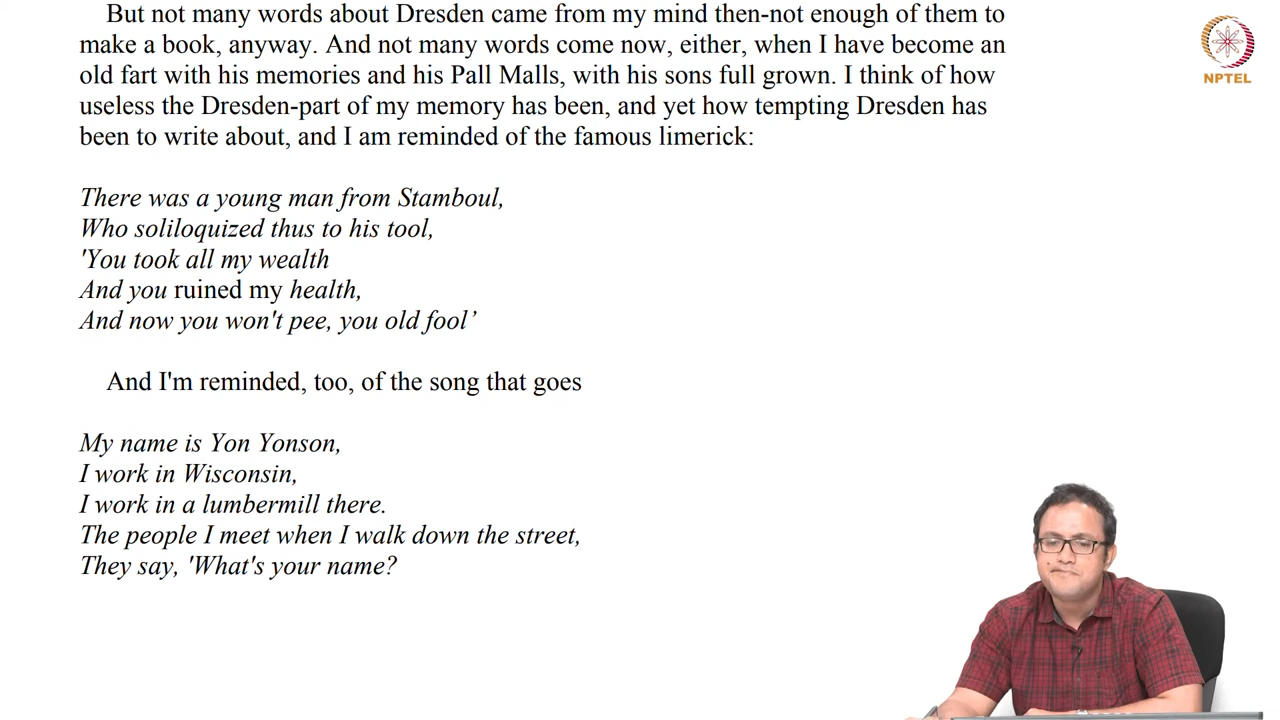 But not many words about Dresden came from my mind then-not enough of them to
make a book, anyway. And not many words come now, either, when I have become an
old fart with his memories and his Pall Malls, with his sons full grown. I think of how
useless the Dresden-part of my memory has been, and yet how tempting Dresden has
been to write about, and I am reminded of the famous limerick:
There was a young man from Stamboul,
Who soliloquized thus to his tool,
'You took all my wealth
And you ruined my health,
And now you won't pee, you old fool’
And I'm reminded, too, of the song that goes
My name is Yon Yonson,
I work in Wisconsin,
I work in a lumbermill there.
The people I meet when I walk down the street,
They say, 'What's your name?
NPTEL